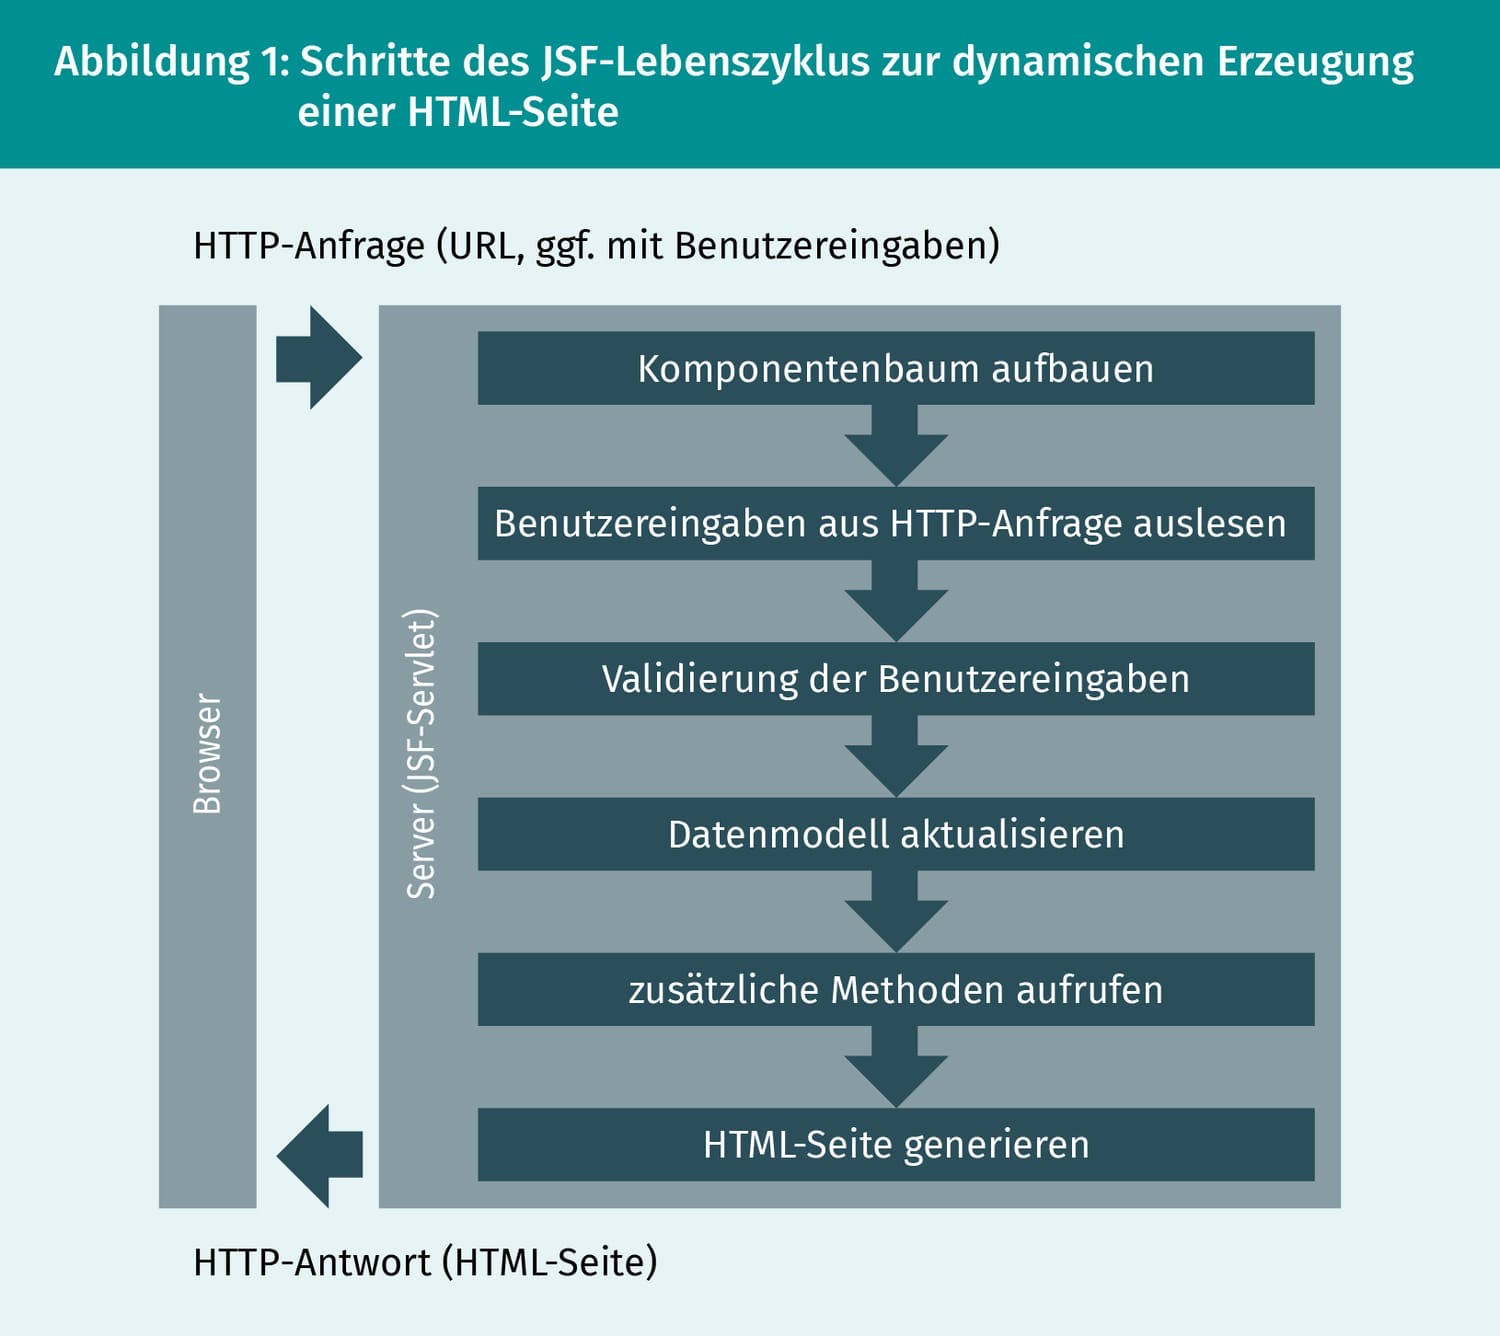 Abbildung 1: Schritte des JSF-Lebenszyklus zur dynamischen Erzeugung
einer HTML-Seite
HTTP-Anfrage (URL, ggf. mit Benutzereingaben)
Browser
Server (JSF-Servlet)
Komponentenbaum aufbauen
Benutzereingaben aus HTTP-Anfrage auslesen
Validierung der Benutzereingaben
Datenmodell aktualisieren
zusätzliche Methoden aufrufen
HTML-Seite generieren
HTTP-Antwort (HTML-Seite)